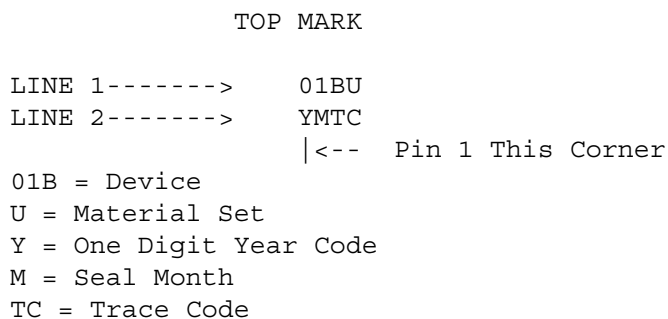 TOP MARK
LINE 1-------> 01BU
LINE 2-------> YMTC
|<-- Pin 1 This Corner
01B = Device
U = Material Set
Y = One Digit Year Code
M = Seal Month
TC = Trace Code